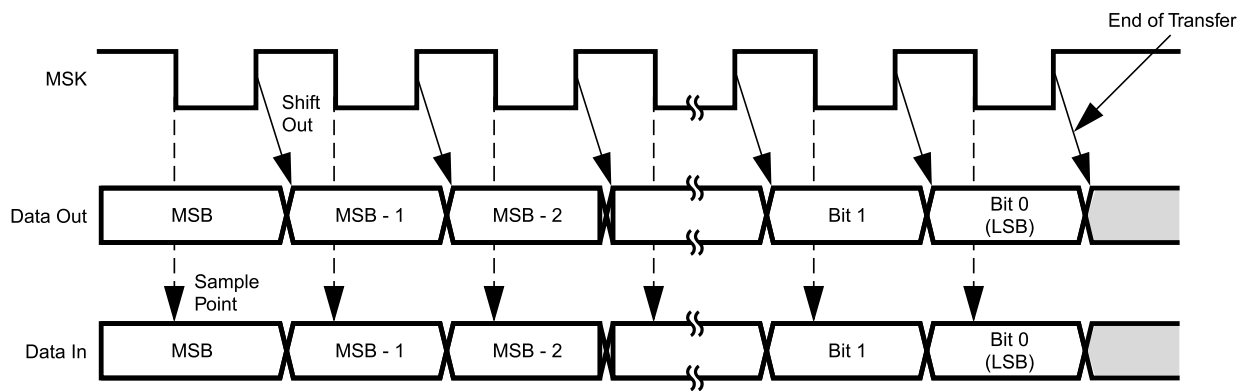 End of Transfer
MSK
Shift
Out
Data Out
MSB
MSB - 1
MSB - 2
Bit 1
Bit 0
(LSB)
Sample
Point
Data In
MSB
MSB - 1
MSB - 2
Bit 1
Bit 0
(LSB)